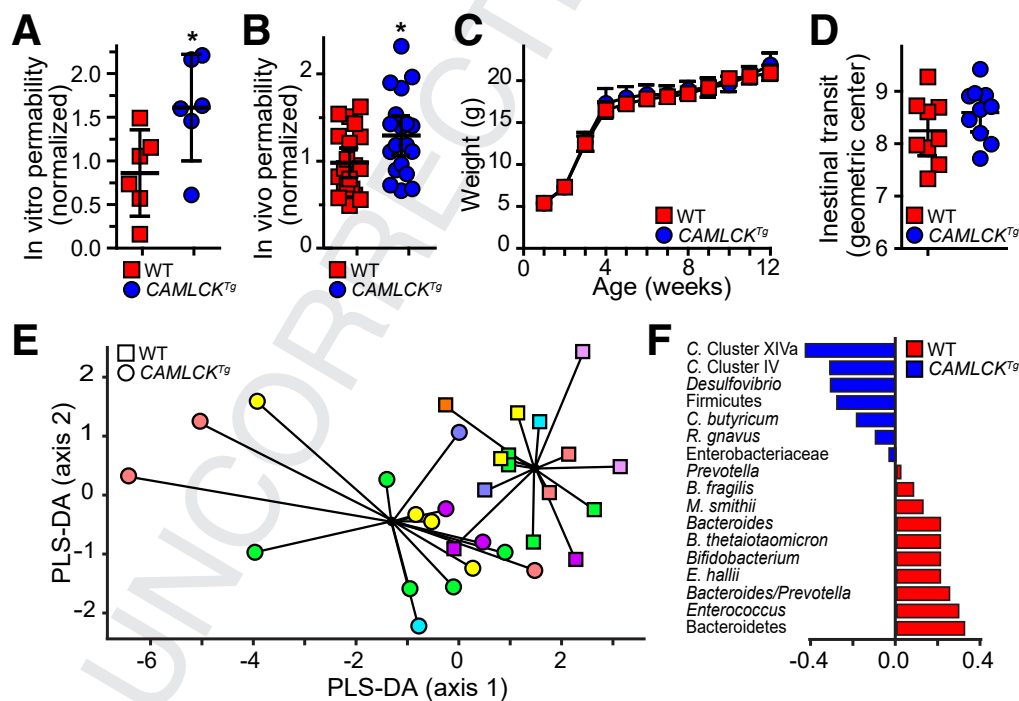 A
In vitro permability
(normalized)
2.0
1.5
1.0
0.5
0.0
*
WT
CAMLCKTg
B
In vivo permability
(normalized)
2
1
0
*
WT
CAMLCKTg
C
Weight (g)
20
10
0
0
4
8
12
Age (weeks)
WT
CAMLCKTg
D
Inestinal transit
(geometric center)
9
8
7
6
WT
CAMLCKTg
E
WT
CAMLCKTg
PLS-DA (axis 2)
2
1
0
-1
-2
-6
-4
-2
0
2
PLS-DA (axis 1)
F
C. Cluster XIVa
C. Cluster IV
Desulfovibrio
Firmicutes
C. butyricum
R. gnavus
Enterobacteriaceae
Prevotella
B. fragilis
M. smithii
Bacteroides
B. thetaiotaomicron
Bifidobacterium
E. hallii
Bacteroides/Prevotella
Enterococcus
Bacteroidetes
WT
CAMLCKTg
-0.4
0.0
0.4
UNCORRECT